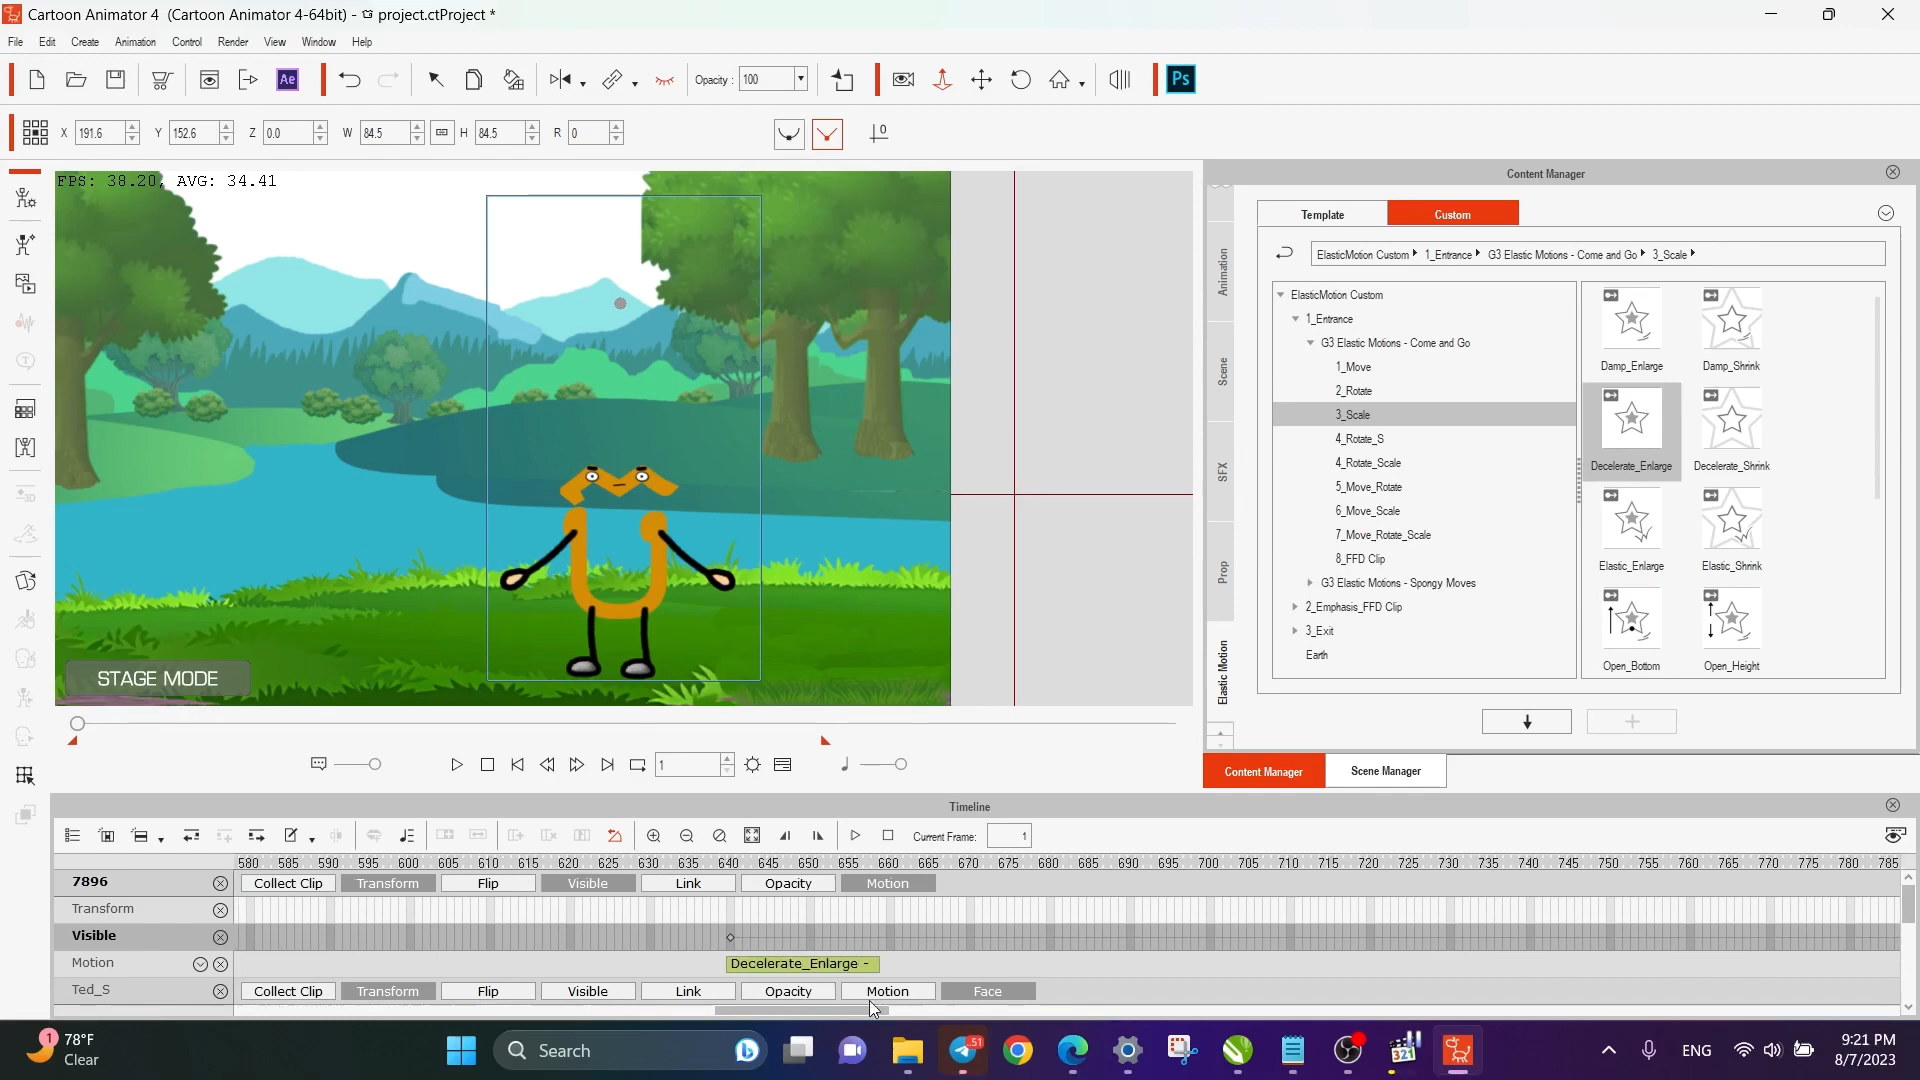 Cartoon Animator 4 (Cartoon Animator 4-64bit) - project.ctProject *
File Edit Create Animation Control Render View Window Help
Ae Opacity : 100 Ps
X 191.6 Y 152.6 Z 0.0 W 84.5 H 84.5 R 0
FPS: 38.20, AVG: 34.41
STAGE MODE
1
Content Manager
Template Custom
ElasticMotion Custom 1_Entrance G3 Elastic Motions - Come and Go 3_Scale
Animation
Scene
SFX
Prop
Elastic Motion
ElasticMotion Custom
1_Entrance
G3 Elastic Motions - Come and Go
1_Move
2_Rotate
3_Scale
4_Rotate_S
4_Rotate_Scale
5_Move_Rotate
6_Move_Scale
7_Move_Rotate_Scale
8_FFD Clip
G3 Elastic Motions - Spongy Moves
2_Emphasis_FFD Clip
3_Exit
Earth
Damp_Enlarge Damp_Shrink
Decelerate_Enlarge Decelerate_Shrink
Elastic_Enlarge Elastic_Shrink
Open_Bottom Open_Height
Content Manager Scene Manager
Timeline
Current Frame: 1
580 585 590 595 600 605 610 615 620 625 630 635 640 645 650 655 660 665 670 675 680 685 690 695 700 705 710 715 720 725 730 735 740 745 750 755 760 765 770 775 780 785
7896 Collect Clip Transform Flip Visible Link Opacity Motion
Transform
Visible
Motion Decelerate_Enlarge -
Ted_S Collect Clip Transform Flip Visible Link Opacity Motion Face
1 78°F
Clear
Search
51
321
ENG
9:21 PM
8/7/2023